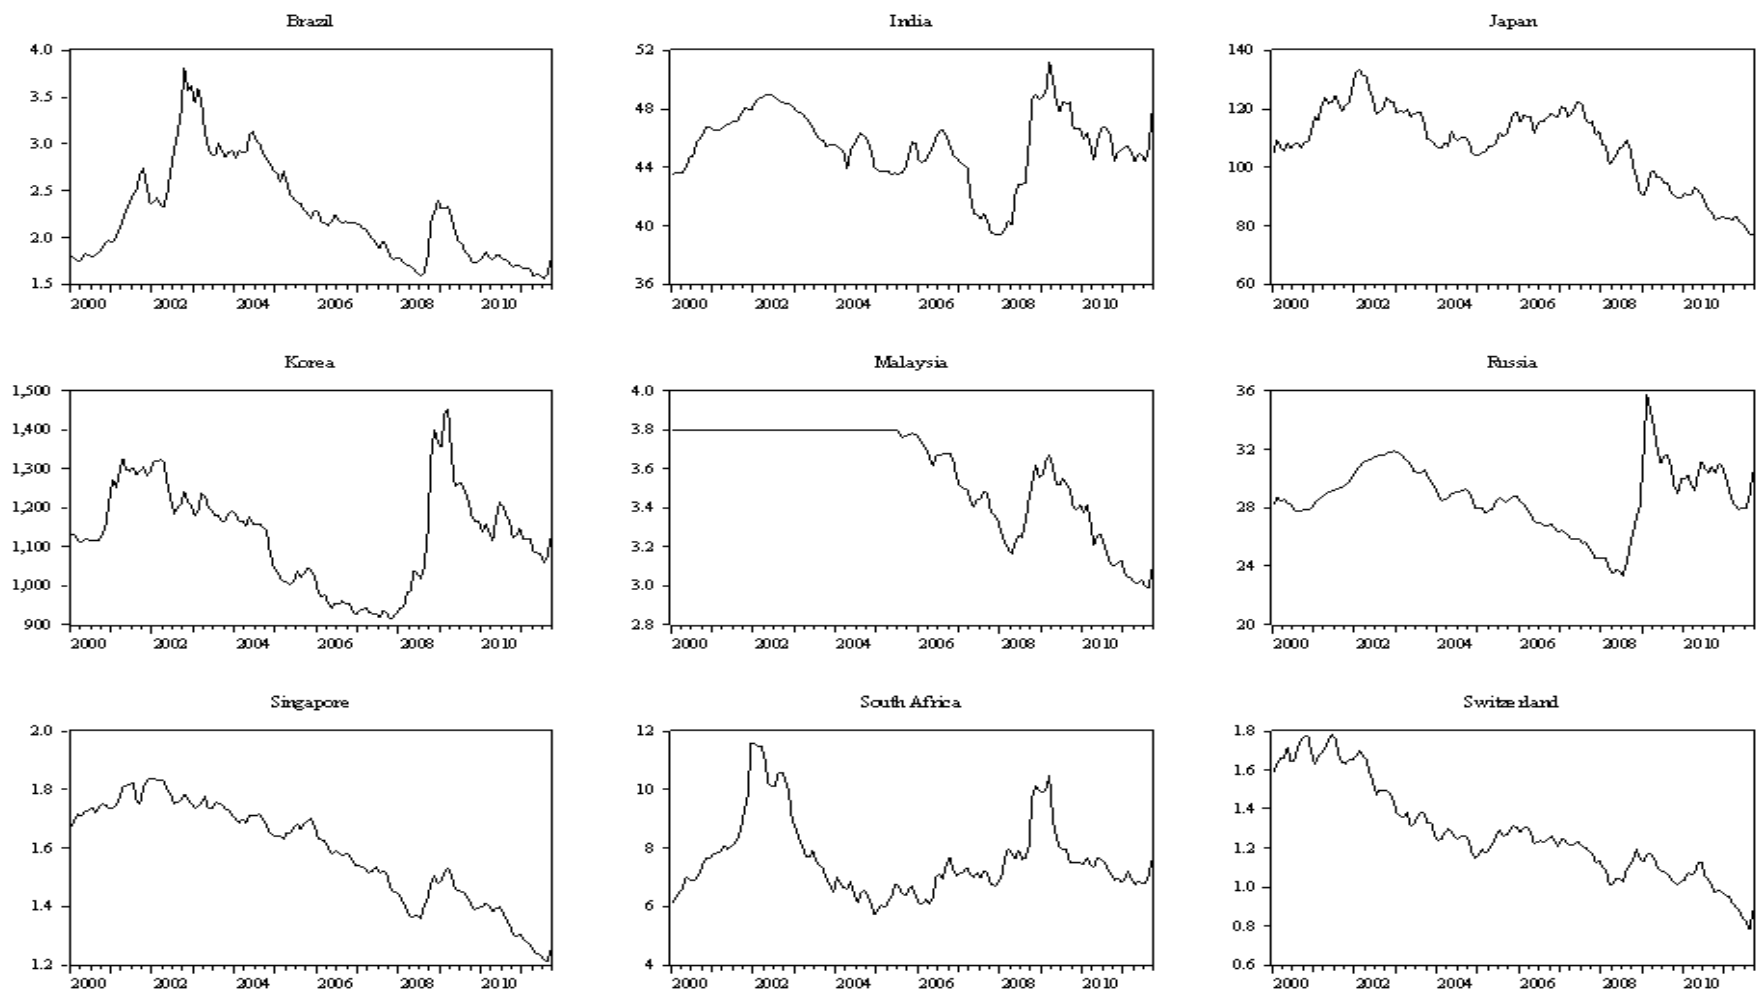 Brazil
4.0
3.5
3.0
2.5
2.0
1.5
2000 2002 2004 2006 2008 2010
India
52
48
44
40
36
2000 2002 2004 2006 2008 2010
Japan
140
120
100
80
60
2000 2002 2004 2006 2008 2010
Korea
1,500
1,400
1,300
1,200
1,100
1,000
900
2000 2002 2004 2006 2008 2010
Malaysia
4.0
3.8
3.6
3.4
3.2
3.0
2.8
2000 2002 2004 2006 2008 2010
Russia
36
32
28
24
20
2000 2002 2004 2006 2008 2010
Singapore
2.0
1.8
1.6
1.4
1.2
2000 2002 2004 2006 2008 2010
South Africa
12
10
8
6
4
2000 2002 2004 2006 2008 2010
Switzerland
1.8
1.6
1.4
1.2
1.0
0.8
0.6
2000 2002 2004 2006 2008 2010